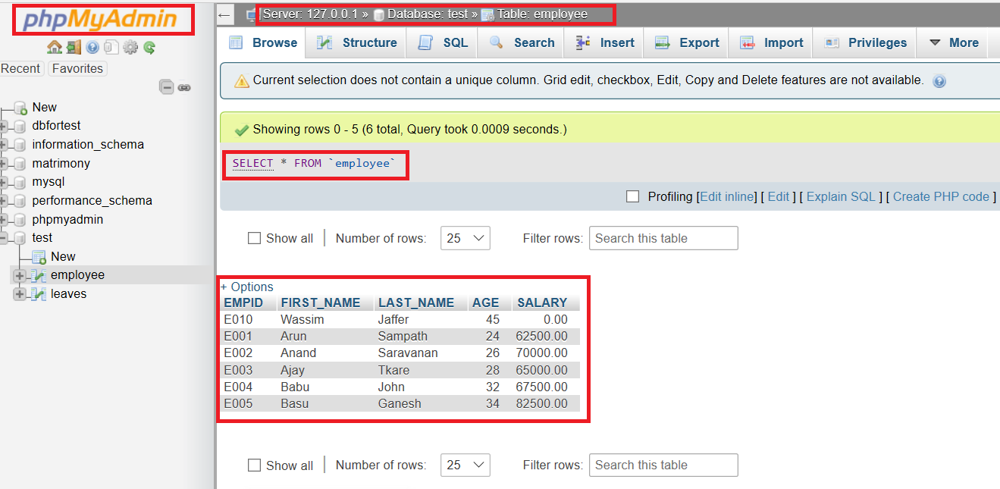 phpMyAdmin
Recent Favorites
New
dbfortest
information_schema
matrimony
mysql
performance_schema
phpmyadmin
test
New
employee
leaves
Server: 127.0.0.1 » Database: test » Table: employee
Browse Structure SQL Search Insert Export Import Privileges More
Current selection does not contain a unique column. Grid edit, checkbox, Edit, Copy and Delete features are not available.
Showing rows 0 - 5 (6 total, Query took 0.0009 seconds.)
SELECT * FROM `employee`
Profiling [Edit inline] [ Edit ] [ Explain SQL ] [ Create PHP code ]
Show all Number of rows: 25 Filter rows: Search this table
+ Options
EMPID FIRST_NAME LAST_NAME AGE SALARY
E010 Wassim Jaffer 45 0.00
E001 Arun Sampath 24 62500.00
E002 Anand Saravanan 26 70000.00
E003 Ajay Tkare 28 65000.00
E004 Babu John 32 67500.00
E005 Basu Ganesh 34 82500.00
Show all Number of rows: 25 Filter rows: Search this table